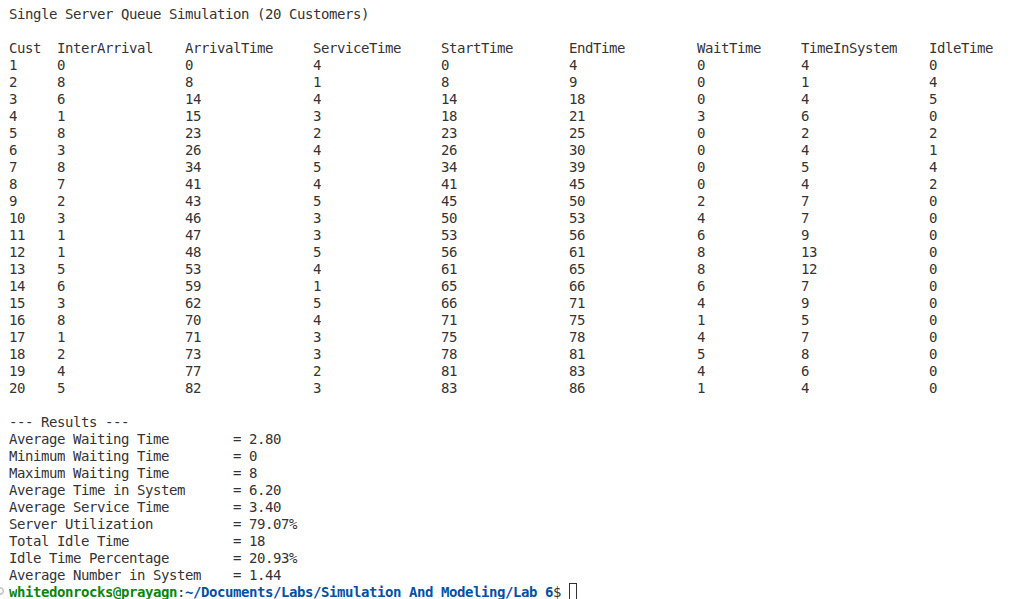 Single Server Queue Simulation (20 Customers)
Cust InterArrival ArrivalTime ServiceTime StartTime EndTime WaitTime TimeInSystem IdleTime
1 0 0 4 0 4 0 4 0
2 8 8 1 8 9 0 1 4
3 6 14 4 14 18 0 4 5
4 1 15 3 18 21 3 6 0
5 8 23 2 23 25 0 2 2
6 3 26 4 26 30 0 4 1
7 8 34 5 34 39 0 5 4
8 7 41 4 41 45 0 4 2
9 2 43 5 45 50 2 7 0
10 3 46 3 50 53 4 7 0
11 1 47 3 53 56 6 9 0
12 1 48 5 56 61 8 13 0
13 5 53 4 61 65 8 12 0
14 6 59 1 65 66 6 7 0
15 3 62 5 66 71 4 9 0
16 8 70 4 71 75 1 5 0
17 1 71 3 75 78 4 7 0
18 2 73 3 78 81 5 8 0
19 4 77 2 81 83 4 6 0
20 5 82 3 83 86 1 4 0
--- Results ---
Average Waiting Time = 2.80
Minimum Waiting Time = 0
Maximum Waiting Time = 8
Average Time in System = 6.20
Average Service Time = 3.40
Server Utilization = 79.07%
Total Idle Time = 18
Idle Time Percentage = 20.93%
Average Number in System = 1.44
whitedonrocks@prayagn:~/Documents/Labs/Simulation And Modeling/Lab 6$